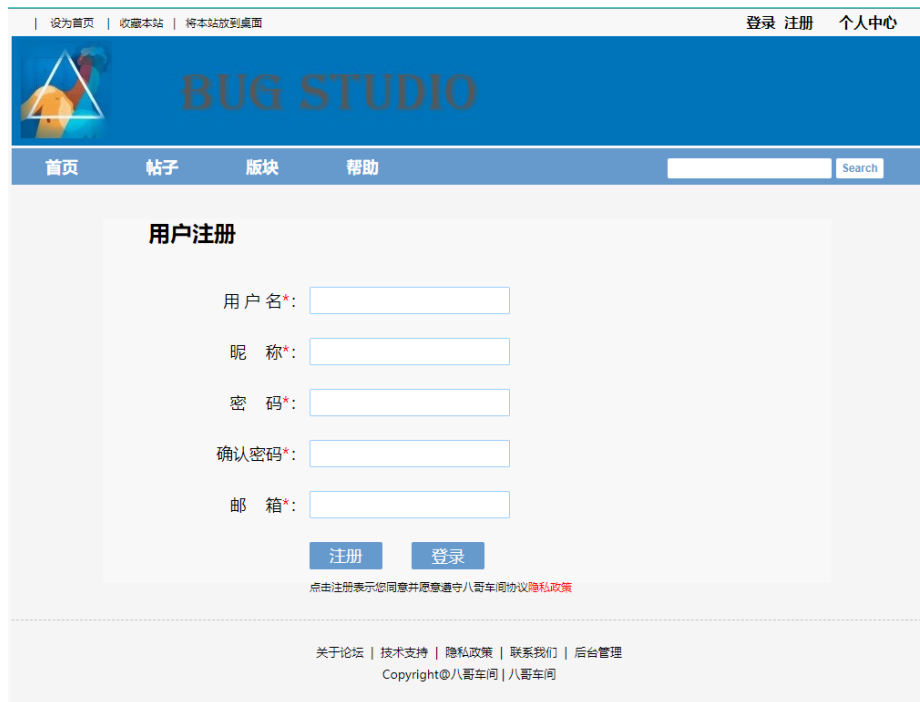 | 设为首页 | 收藏本站 | 将本站放到桌面 登录 注册 个人中心
BUG STUDIO
首页 帖子 版块 帮助 Search
用户注册
用 户 名*:
昵 称*:
密 码*:
确认密码*:
邮 箱*:
注册 登录
点击注册表示您同意并愿意遵守八哥车间协议隐私政策
关于论坛 | 技术支持 | 隐私政策 | 联系我们 | 后台管理
Copyright@八哥车间 | 八哥车间